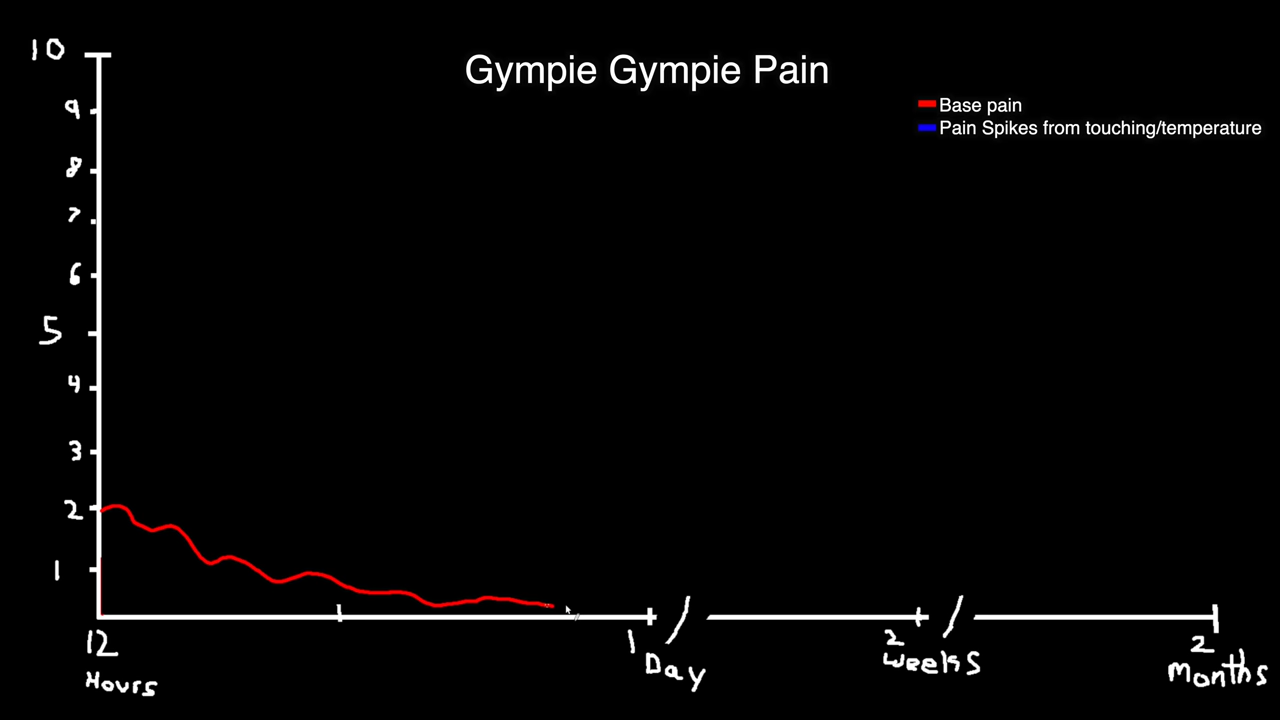 Gympie Gympie Pain
Base pain
Pain Spikes from touching/temperature
10
9
8
7
6
5
4
3
2
1
12
Hours
1
Day
2
weeks
2
months